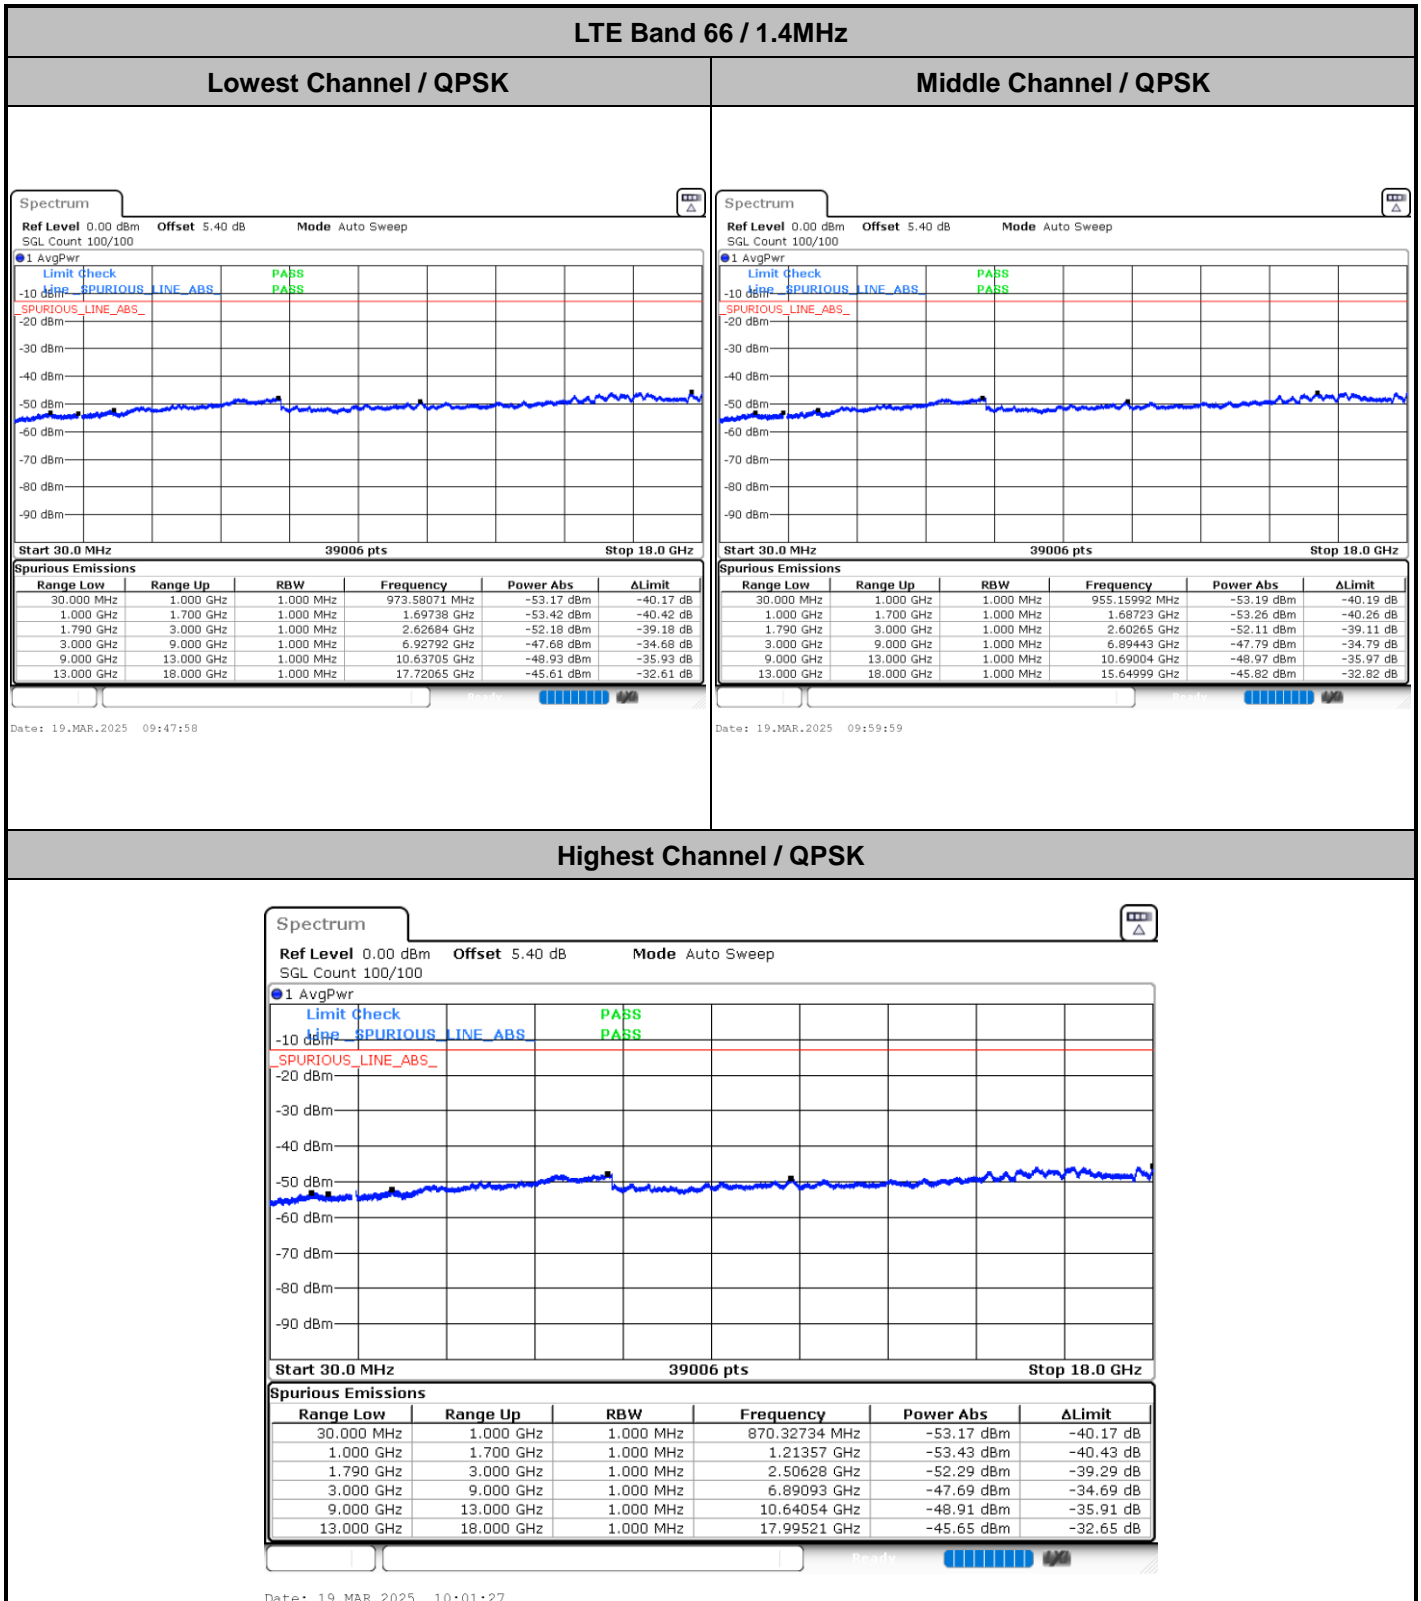 LTE Band 66 / 1.4MHz
Lowest Channel / QPSK
Middle Channel / QPSK
Spectrum
Ref Level 0.00 dBm Offset 5.40 dB Mode Auto Sweep
SGL Count 100/100
1 AvgPwr
Limit Check PASS
Line _SPURIOUS_LINE_ABS_ PASS
-10 dBm
_SPURIOUS_LINE_ABS_
-20 dBm
-30 dBm
-40 dBm
-50 dBm
-60 dBm
-70 dBm
-80 dBm
-90 dBm
Start 30.0 MHz 39006 pts Stop 18.0 GHz
Spurious Emissions
Range Low Range Up RBW Frequency Power Abs ΔLimit
30.000 MHz 1.000 GHz 1.000 MHz 973.58071 MHz -53.17 dBm -40.17 dB
1.000 GHz 1.700 GHz 1.000 MHz 1.69738 GHz -53.42 dBm -40.42 dB
1.790 GHz 3.000 GHz 1.000 MHz 2.62684 GHz -52.18 dBm -39.18 dB
3.000 GHz 9.000 GHz 1.000 MHz 6.92792 GHz -47.68 dBm -34.68 dB
9.000 GHz 13.000 GHz 1.000 MHz 10.63705 GHz -48.93 dBm -35.93 dB
13.000 GHz 18.000 GHz 1.000 MHz 17.72065 GHz -45.61 dBm -32.61 dB
Ready
Date: 19.MAR.2025 09:47:58
Spectrum
Ref Level 0.00 dBm Offset 5.40 dB Mode Auto Sweep
SGL Count 100/100
1 AvgPwr
Limit Check PASS
Line _SPURIOUS_LINE_ABS_ PASS
-10 dBm
_SPURIOUS_LINE_ABS_
-20 dBm
-30 dBm
-40 dBm
-50 dBm
-60 dBm
-70 dBm
-80 dBm
-90 dBm
Start 30.0 MHz 39006 pts Stop 18.0 GHz
Spurious Emissions
Range Low Range Up RBW Frequency Power Abs ΔLimit
30.000 MHz 1.000 GHz 1.000 MHz 955.15992 MHz -53.19 dBm -40.19 dB
1.000 GHz 1.700 GHz 1.000 MHz 1.68723 GHz -53.26 dBm -40.26 dB
1.790 GHz 3.000 GHz 1.000 MHz 2.60265 GHz -52.11 dBm -39.11 dB
3.000 GHz 9.000 GHz 1.000 MHz 6.89443 GHz -47.79 dBm -34.79 dB
9.000 GHz 13.000 GHz 1.000 MHz 10.69004 GHz -48.97 dBm -35.97 dB
13.000 GHz 18.000 GHz 1.000 MHz 15.64999 GHz -45.82 dBm -32.82 dB
Ready
Date: 19.MAR.2025 09:59:59
Highest Channel / QPSK
Spectrum
Ref Level 0.00 dBm Offset 5.40 dB Mode Auto Sweep
SGL Count 100/100
1 AvgPwr
Limit Check PASS
Line _SPURIOUS_LINE_ABS_ PASS
-10 dBm
_SPURIOUS_LINE_ABS_
-20 dBm
-30 dBm
-40 dBm
-50 dBm
-60 dBm
-70 dBm
-80 dBm
-90 dBm
Start 30.0 MHz 39006 pts Stop 18.0 GHz
Spurious Emissions
Range Low Range Up RBW Frequency Power Abs ΔLimit
30.000 MHz 1.000 GHz 1.000 MHz 870.32734 MHz -53.17 dBm -40.17 dB
1.000 GHz 1.700 GHz 1.000 MHz 1.21357 GHz -53.43 dBm -40.43 dB
1.790 GHz 3.000 GHz 1.000 MHz 2.50628 GHz -52.29 dBm -39.29 dB
3.000 GHz 9.000 GHz 1.000 MHz 6.89093 GHz -47.69 dBm -34.69 dB
9.000 GHz 13.000 GHz 1.000 MHz 10.64054 GHz -48.91 dBm -35.91 dB
13.000 GHz 18.000 GHz 1.000 MHz 17.99521 GHz -45.65 dBm -32.65 dB
Ready
Date: 19.MAR.2025 10:01:27